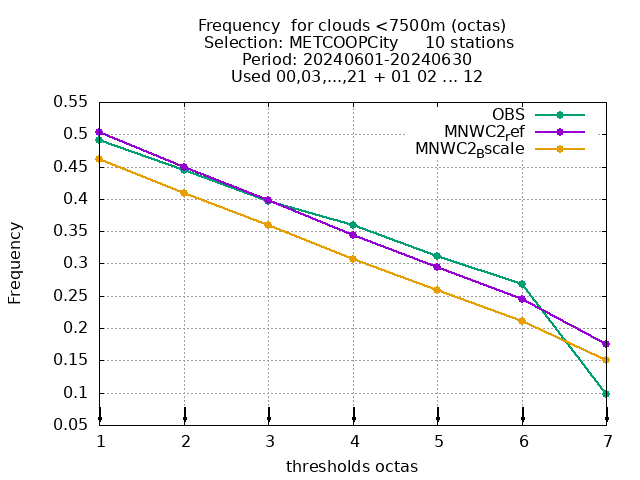 Frequency  for clouds <7500m (octas)
Selection: METCOOPCity     10 stations
Period: 20240601-20240630
Used 00,03,...,21 + 01 02 ... 12
OBS
MNWC2ref
MNWC2Bscale
0.55
0.5
0.45
0.4
0.35
0.3
0.25
0.2
0.15
0.1
0.05
Frequency
1 2 3 4 5 6 7
thresholds octas